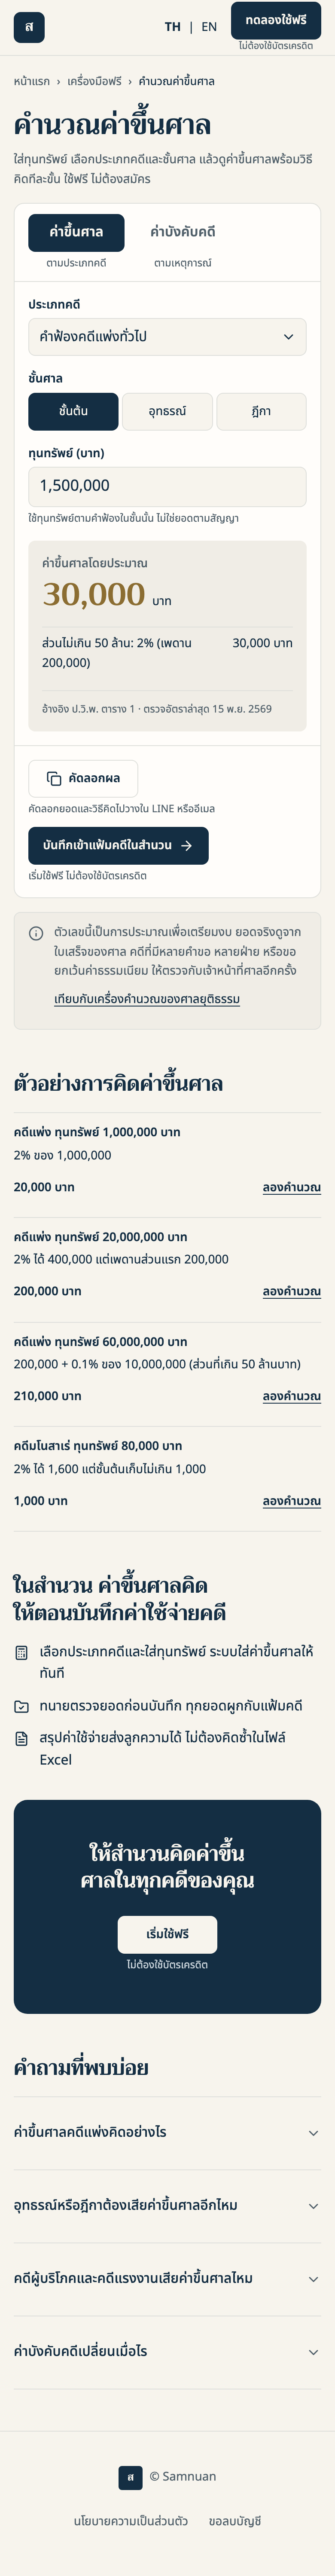 ส
TH | EN
ทดลองใช้ฟรี
ไม่ต้องใช้บัตรเครดิต
หน้าแรก › เครื่องมือฟรี › คำนวณค่าขึ้นศาล
คำนวณค่าขึ้นศาล
ใส่ทุนทรัพย์ เลือกประเภทคดีและชั้นศาล แล้วดูค่าขึ้นศาลพร้อมวิธี
คิดทีละขั้น ใช้ฟรี ไม่ต้องสมัคร
ค่าขึ้นศาล
ตามประเภทคดี
ค่าบังคับคดี
ตามเหตุการณ์
ประเภทคดี
คำฟ้องคดีแพ่งทั่วไป
ชั้นศาล
ชั้นต้น
อุทธรณ์
ฎีกา
ทุนทรัพย์ (บาท)
1,500,000
ใช้ทุนทรัพย์ตามคำฟ้องในชั้นนั้น ไม่ใช่ยอดตามสัญญา
ค่าขึ้นศาลโดยประมาณ
30,000 บาท
ส่วนไม่เกิน 50 ล้าน: 2% (เพดาน 30,000 บาท
200,000)
อ้างอิง ป.วิ.พ. ตาราง 1 · ตรวจอัตราล่าสุด 15 พ.ย. 2569
คัดลอกผล
คัดลอกยอดและวิธีคิดไปวางใน LINE หรืออีเมล
บันทึกเข้าแฟ้มคดีในสำนวน →
เริ่มใช้ฟรี ไม่ต้องใช้บัตรเครดิต
ตัวเลขนี้เป็นการประมาณเพื่อเตรียมงบ ยอดจริงดูจาก
ใบเสร็จของศาล คดีที่มีหลายคำขอ หลายฝ่าย หรือขอ
ยกเว้นค่าธรรมเนียม ให้ตรวจกับเจ้าหน้าที่ศาลอีกครั้ง
เทียบกับเครื่องคำนวณของศาลยุติธรรม
ตัวอย่างการคิดค่าขึ้นศาล
คดีแพ่ง ทุนทรัพย์ 1,000,000 บาท
2% ของ 1,000,000
20,000 บาท ลองคำนวณ
คดีแพ่ง ทุนทรัพย์ 20,000,000 บาท
2% ได้ 400,000 แต่เพดานส่วนแรก 200,000
200,000 บาท ลองคำนวณ
คดีแพ่ง ทุนทรัพย์ 60,000,000 บาท
200,000 + 0.1% ของ 10,000,000 (ส่วนที่เกิน 50 ล้านบาท)
210,000 บาท ลองคำนวณ
คดีมโนสาเร่ ทุนทรัพย์ 80,000 บาท
2% ได้ 1,600 แต่ชั้นต้นเก็บไม่เกิน 1,000
1,000 บาท ลองคำนวณ
ในสำนวน ค่าขึ้นศาลคิด
ให้ตอนบันทึกค่าใช้จ่ายคดี
เลือกประเภทคดีและใส่ทุนทรัพย์ ระบบใส่ค่าขึ้นศาลให้
ทันที
ทนายตรวจยอดก่อนบันทึก ทุกยอดผูกกับแฟ้มคดี
สรุปค่าใช้จ่ายส่งลูกความได้ ไม่ต้องคิดซ้ำในไฟล์
Excel
ให้สำนวนคิดค่าขึ้น
ศาลในทุกคดีของคุณ
เริ่มใช้ฟรี
ไม่ต้องใช้บัตรเครดิต
คำถามที่พบบ่อย
ค่าขึ้นศาลคดีแพ่งคิดอย่างไร
อุทธรณ์หรือฎีกาต้องเสียค่าขึ้นศาลอีกไหม
คดีผู้บริโภคและคดีแรงงานเสียค่าขึ้นศาลไหม
ค่าบังคับคดีเปลี่ยนเมื่อไร
ส © Samnuan
นโยบายความเป็นส่วนตัว ขอลบบัญชี